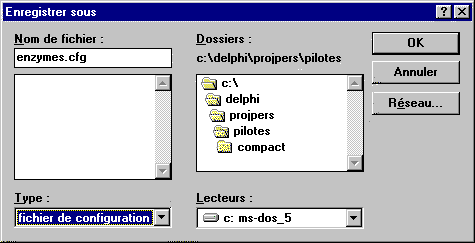 Enregistrer sous
Nom de fichier :
enzymes.cfg
Dossiers :
c:\delphi\projpers\pilotes
c:\
delphi
projpers
pilotes
compact
OK
Annuler
Réseau...
Type :
fichier de configuration
Lecteurs :
c: ms-dos_5